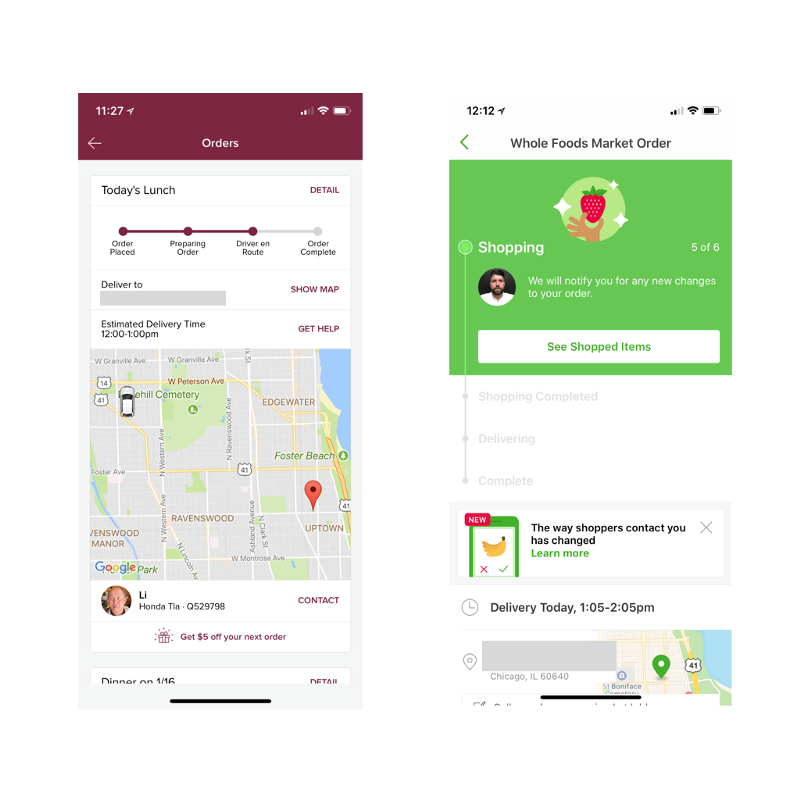 11:27
Orders
Today's Lunch
DETAIL
Order Placed
Preparing Order
Driver en Route
Order Complete
Deliver to
SHOW MAP
Estimated Delivery Time
12:00-1:00pm
GET HELP
W Granville Ave
W Granville Ave
W Peterson Ave
14
41
ehill Cemetery
EDGEWATER
N Western Ave
N Ravenswood Ave
Foster Beach
Foster Ave
41
41
N Western Ave
RAVENSWOOD
Ashland Avenue
N Clark St
UPTOWN
VENSWOOD
MANOR
N Lincoln Av
W Montrose Ave
Google
Park
Li
Honda Tla · Q529798
CONTACT
Get $5 off your next order
Dinner on 1/16
DETAIL
12:12
Whole Foods Market Order
Shopping
5 of 6
We will notify you for any new changes
to your order.
See Shopped Items
Shopping Completed
Delivering
Complete
NEW
The way shoppers contact you
has changed
Learn more
Delivery Today, 1:05-2:05pm
Chicago, IL 60640
41
St Boniface
Cemetery